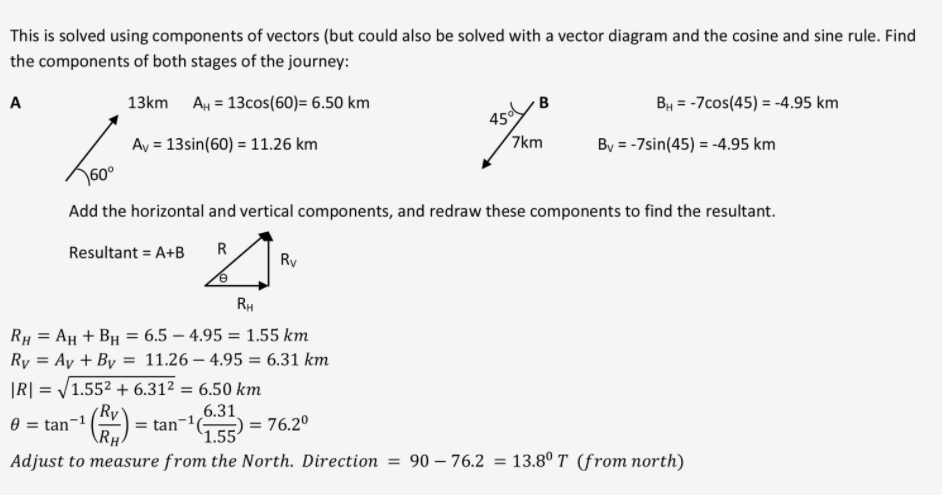 This is solved using components of vectors (but could also be solved with a vector diagram and the cosine and sine rule. Find
the components of both stages of the journey:
A 13km A_H = 13cos(60)= 6.50 km 45° B B_H = -7cos(45) = -4.95 km
A_V = 13sin(60) = 11.26 km 7km B_V = -7sin(45) = -4.95 km
60°
Add the horizontal and vertical components, and redraw these components to find the resultant.
Resultant = A+B R R_V
θ
R_H
R_H = A_H + B_H = 6.5 − 4.95 = 1.55 km
R_V = A_V + B_V = 11.26 − 4.95 = 6.31 km
|R| = √1.55² + 6.31² = 6.50 km
θ = tan⁻¹(R_V/R_H) = tan⁻¹(6.31/1.55) = 76.2⁰
Adjust to measure from the North. Direction = 90 − 76.2 = 13.8⁰ T (from north)